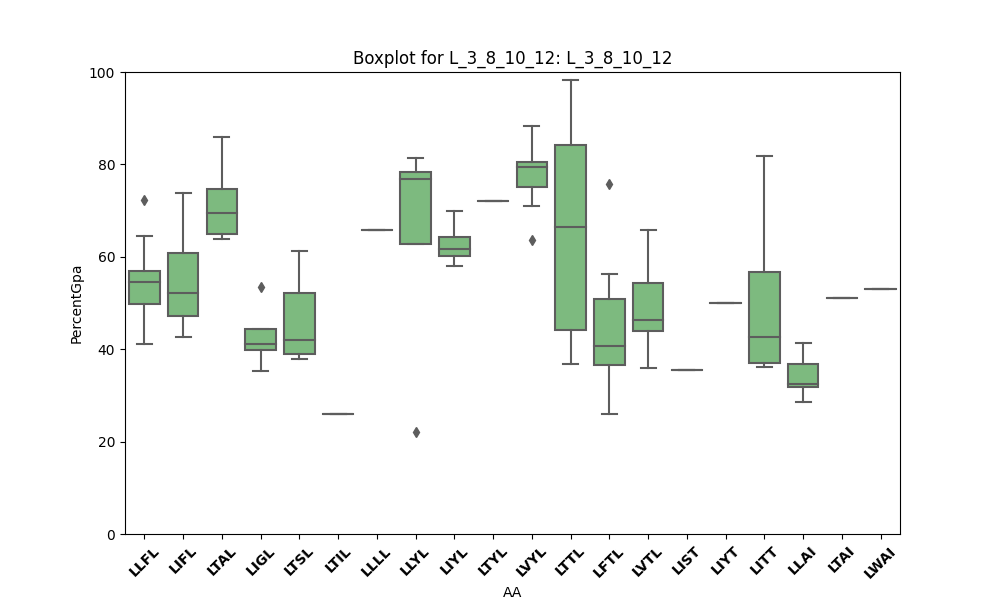 Boxplot for L_3_8_10_12: L_3_8_10_12
PercentGpa
100
80
60
40
20
0
LLFL LIFL LTAL LIGL LTSL LTIL LLLL LLYL LIYL LTYL LVYL LTTL LFTL LVTL LIST LIYT LITT LLAI LTAI LWAI
AA